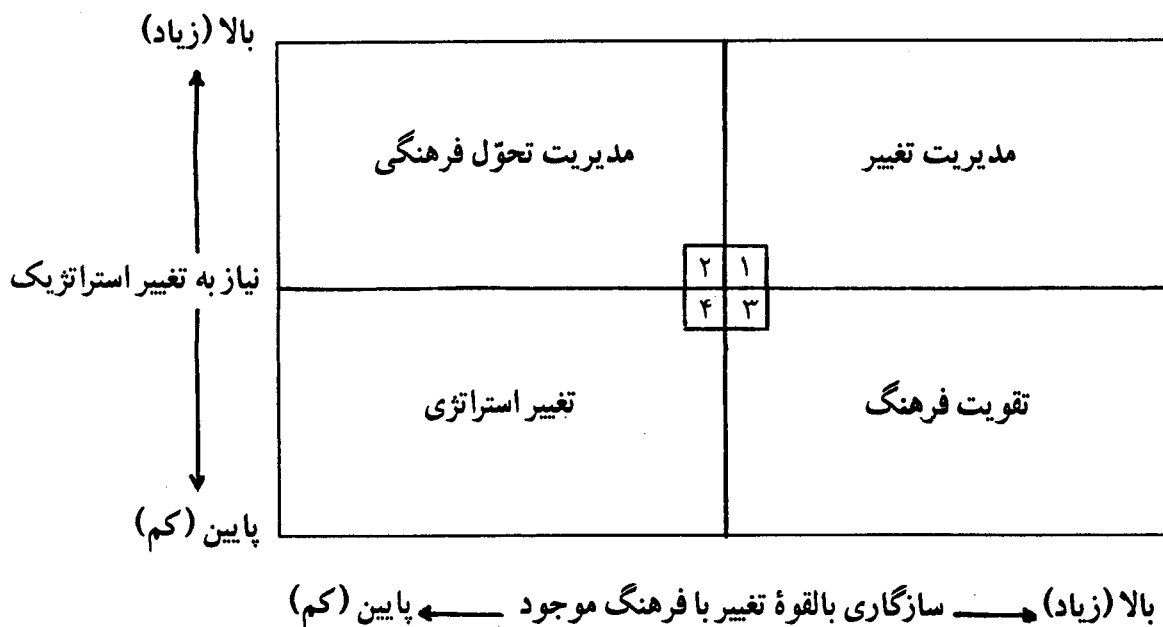 بالا (زیاد)
مدیریت تغییر
مدیریت تحوّل فرهنگی
۱
۲
نیاز به تغییر استراتژیک
۳
۴
تقویت فرهنگ
تغییر استراتژی
پایین (کم)
بالا (زیاد) سازگاری بالقوهٔ تغییر با فرهنگ موجود پایین (کم)